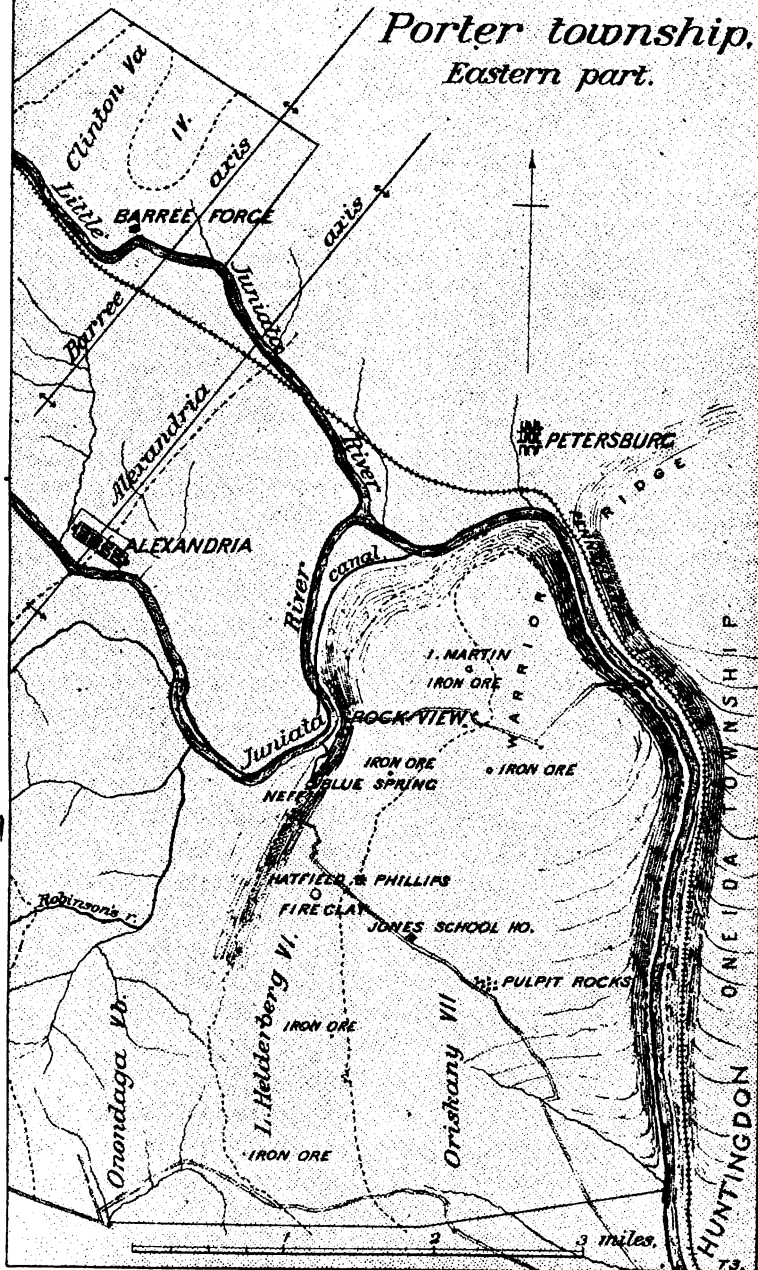 Porter township.
Eastern part.
Clinton Va
IV.
axis
axis
Little
BARREE FORGE
Juniata
Barree
River
Alexandria
PETERSBURG
RIDGE
ALEXANDRIA
canal.
River
WARRIOR
I. MARTIN
IRON ORE
ROCK VIEW
Juniata
IRON ORE
IRON ORE
NEFF
BLUE SPRING
ONEIDA TOWNSHIP
HATFIELD & PHILLIPS
Robinson's r.
FIRE CLAY
JONES SCHOOL HO.
PULPIT ROCKS
L. Helderberg VI.
IRON ORE
Onondaga Vb.
Oriskany VII
IRON ORE
HUNTINGDON
1 2 3 miles.